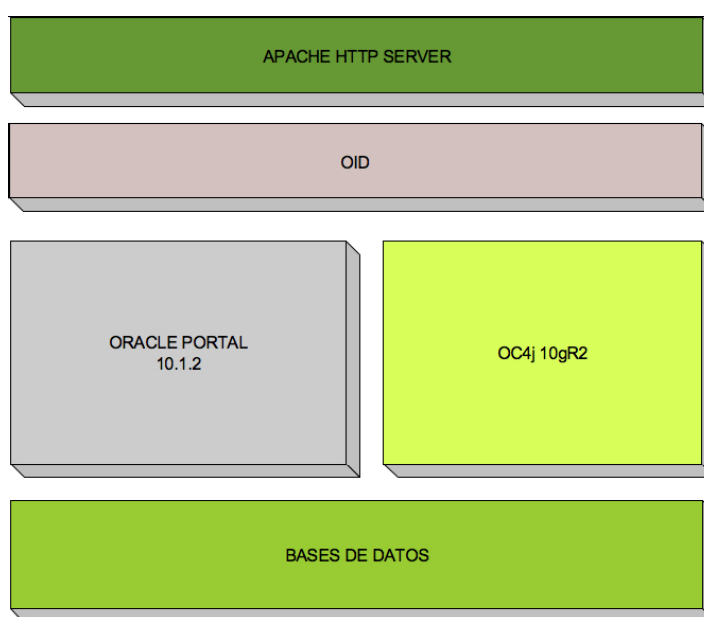 APACHE HTTP SERVER
OID
ORACLE PORTAL
10.1.2
OC4j 10gR2
BASES DE DATOS